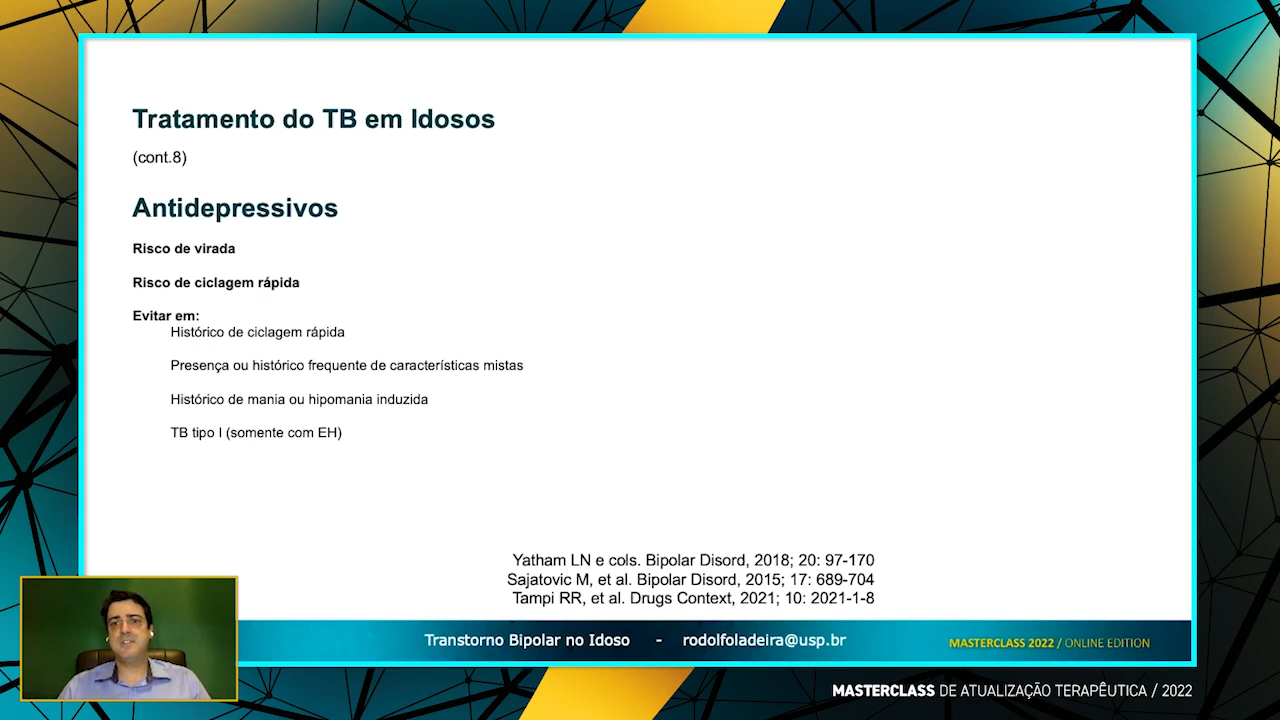 Tratamento do TB em Idosos
(cont.8)
Antidepressivos
Risco de virada
Risco de ciclagem rápida
Evitar em:
Histórico de ciclagem rápida
Presença ou histórico frequente de características mistas
Histórico de mania ou hipomania induzida
TB tipo I (somente com EH)
Yatham LN e cols. Bipolar Disord, 2018; 20: 97-170
Sajatovic M, et al. Bipolar Disord, 2015; 17: 689-704
Tampi RR, et al. Drugs Context, 2021; 10: 2021-1-8
Transtorno Bipolar no Idoso - rodolfoladeira@usp.br
MASTERCLASS 2022 / ONLINE EDITION
MASTERCLASS DE ATUALIZAÇÃO TERAPÊUTICA / 2022